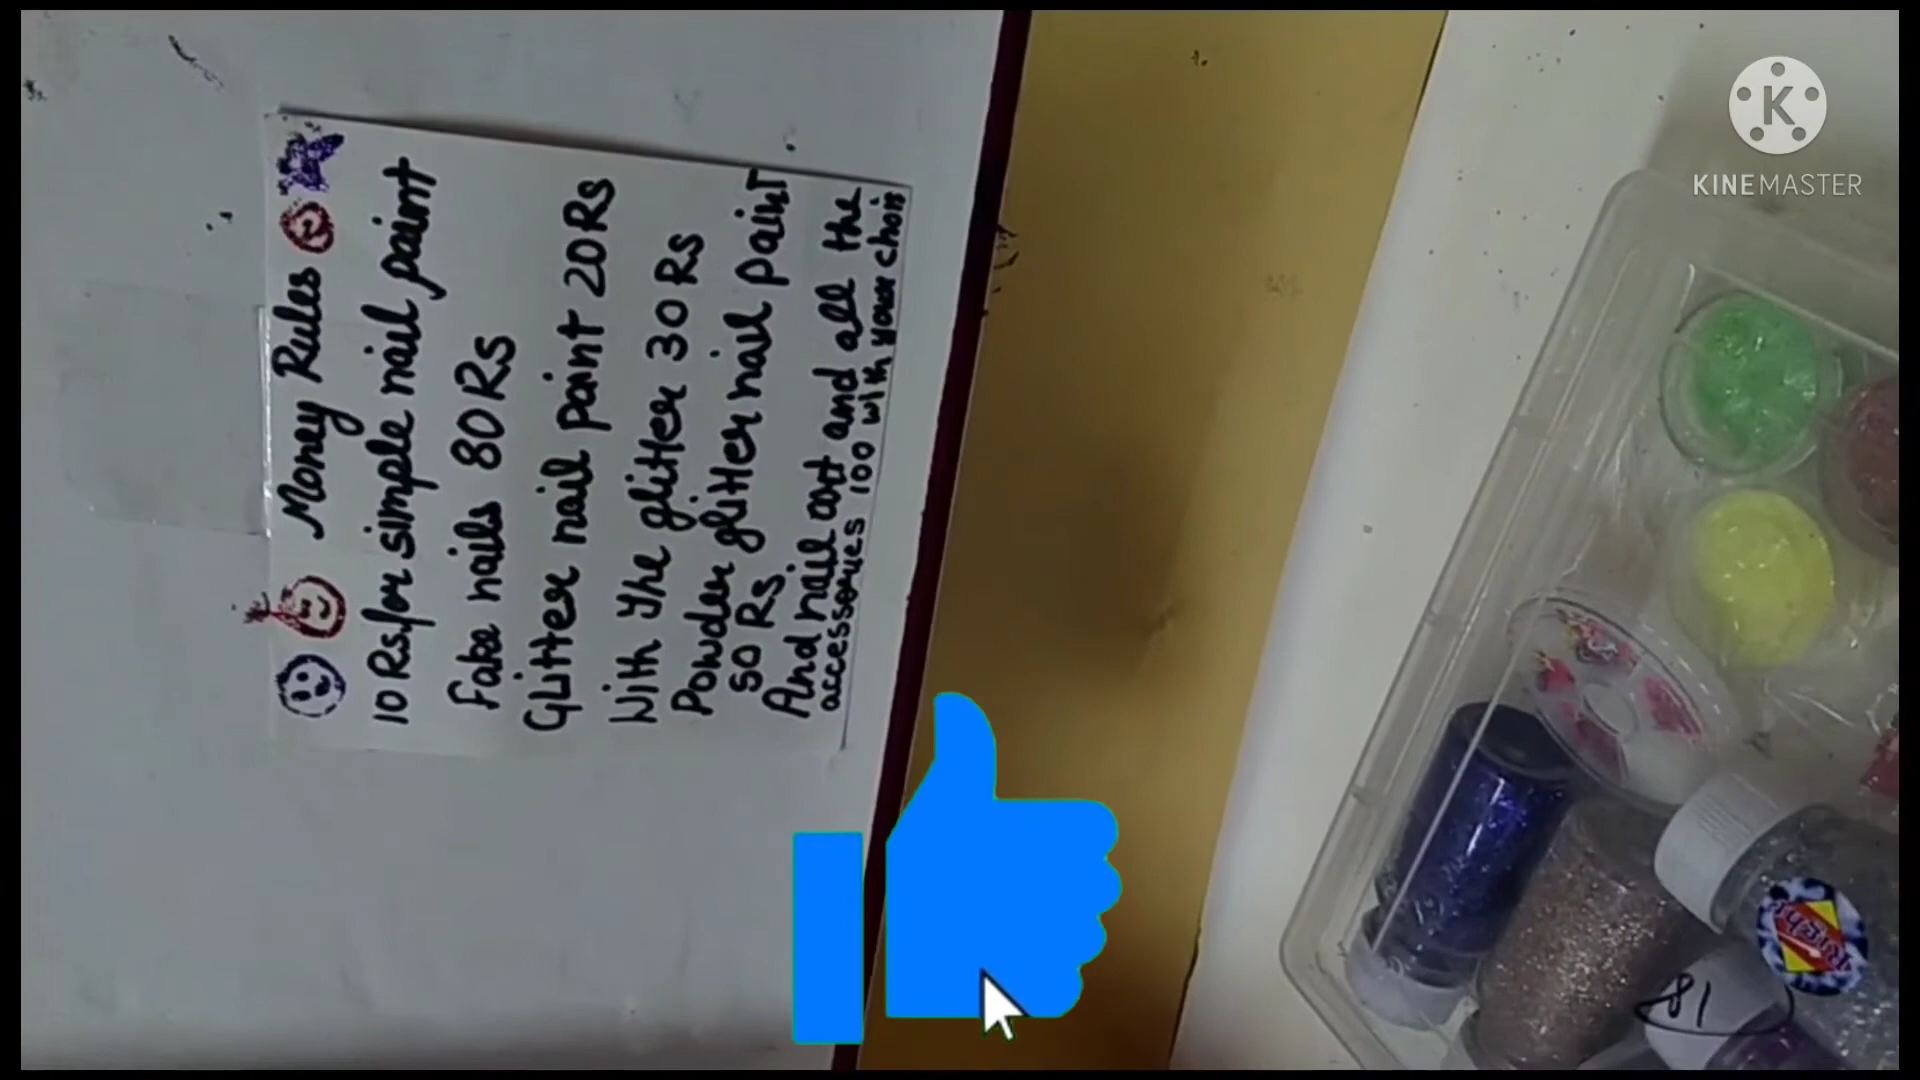 Money Rules
10 Rs. for simple nail paint
Fake nails 80 Rs
Glitter nail paint 20 Rs
With the glitter 30 Rs
Powder glitter nail paint
50 Rs
And nail art and all the
accessories 100 with your chois
KINEMASTER
81